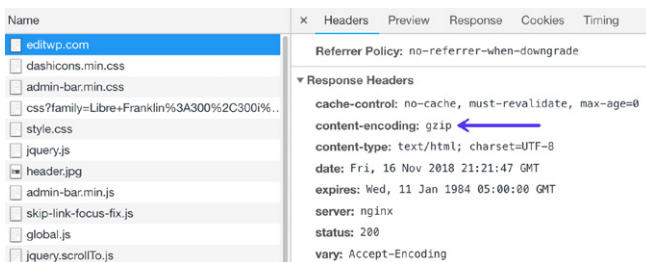 Name
editwp.com
dashicons.min.css
admin-bar.min.css
css?family=Libre+Franklin%3A300%2C300i%..
style.css
jquery.js
header.jpg
admin-bar.min.js
skip-link-focus-fix.js
global.js
jquery.scrollTo.js
× Headers Preview Response Cookies Timing
Referrer Policy: no-referrer-when-downgrade
▼ Response Headers
cache-control: no-cache, must-revalidate, max-age=0
content-encoding: gzip
content-type: text/html; charset=UTF-8
date: Fri, 16 Nov 2018 21:21:47 GMT
expires: Wed, 11 Jan 1984 05:00:00 GMT
server: nginx
status: 200
vary: Accept-Encoding